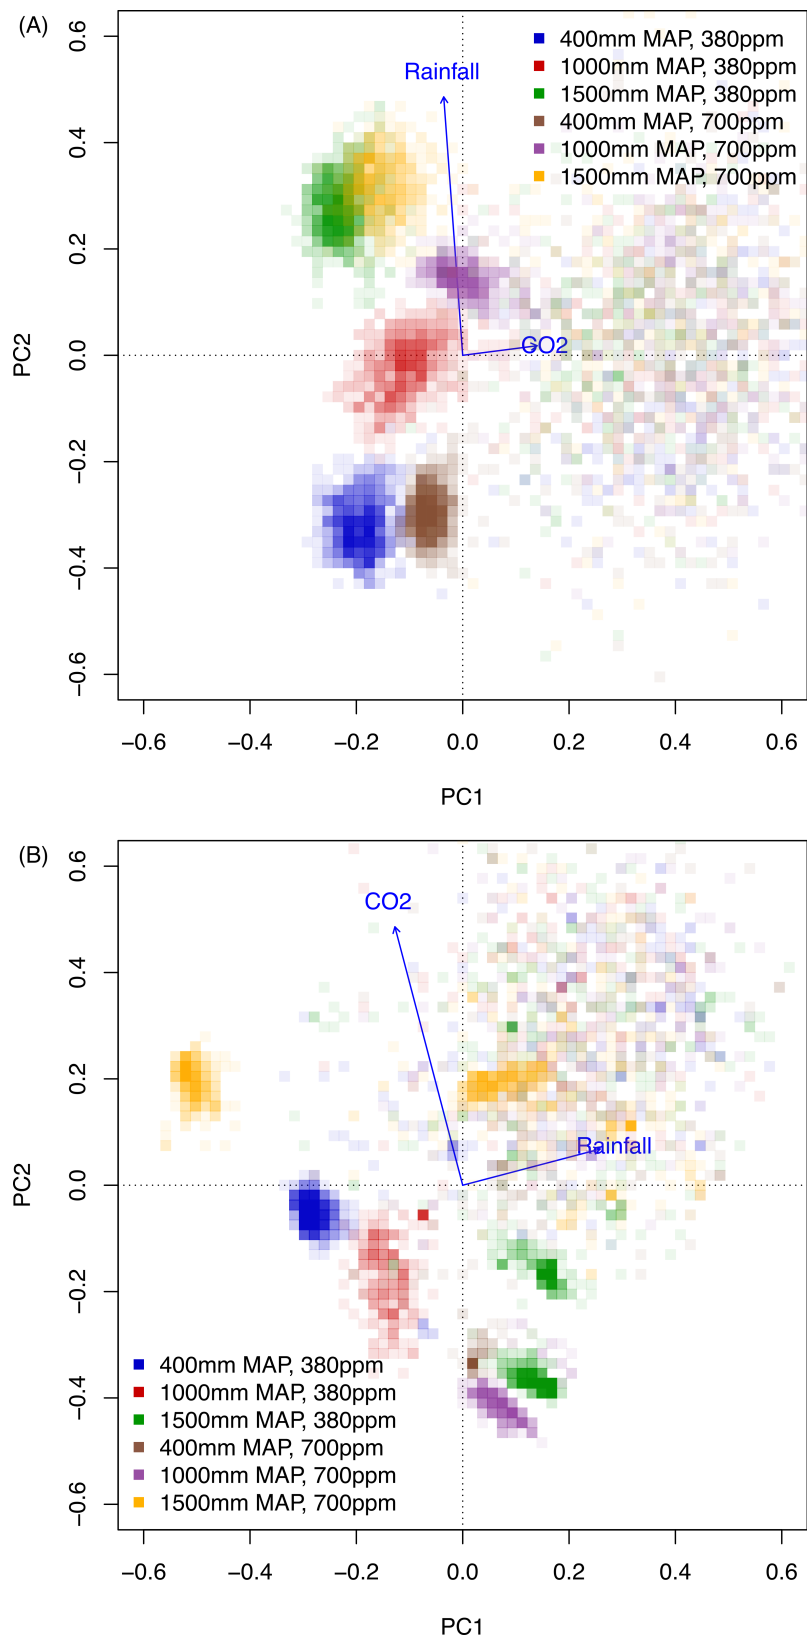 (A)
0.6
400mm MAP, 380ppm
1000mm MAP, 380ppm
1500mm MAP, 380ppm
400mm MAP, 700ppm
1000mm MAP, 700ppm
1500mm MAP, 700ppm
Rainfall
0.4
0.2
CO2
PC2
0.0
−0.2
−0.4
−0.6
−0.6 −0.4 −0.2 0.0 0.2 0.4 0.6
PC1
(B)
0.6
CO2
0.4
0.2
Rainfall
PC2
0.0
−0.2
−0.4
−0.6
400mm MAP, 380ppm
1000mm MAP, 380ppm
1500mm MAP, 380ppm
400mm MAP, 700ppm
1000mm MAP, 700ppm
1500mm MAP, 700ppm
−0.6 −0.4 −0.2 0.0 0.2 0.4 0.6
PC1